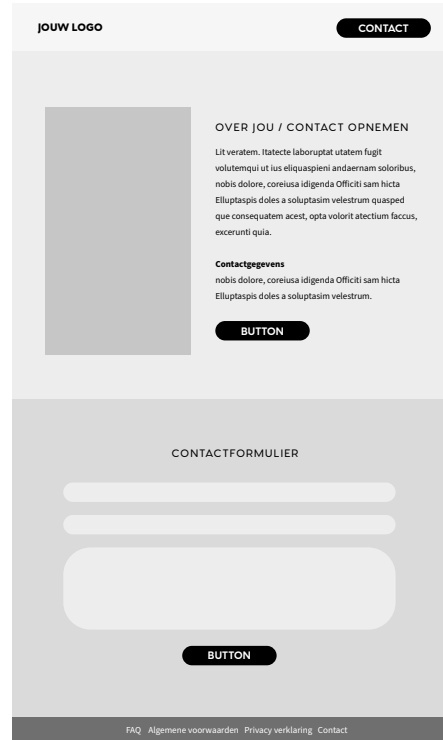 JOUW LOGO
CONTACT
OVER JOU / CONTACT OPNEMEN
Lit veratem. Itatecte laboruptat utatem fugit
volutemqui ut ius eliquaspeni andaernam soloribus,
nobis dolore, coreiusa idigenda Officiti sam hicta
Elluptaspis doles a soluptasim velestrum quasped
que consequatem acest, opta volorit atectium faccus,
excerunti quia.
Contactgegevens
nobis dolore, coreiusa idigenda Officiti sam hicta
Elluptaspis doles a soluptasim velestrum.
BUTTON
CONTACTFORMULIER
BUTTON
FAQ Algemene voorwaarden Privacy verklaring Contact